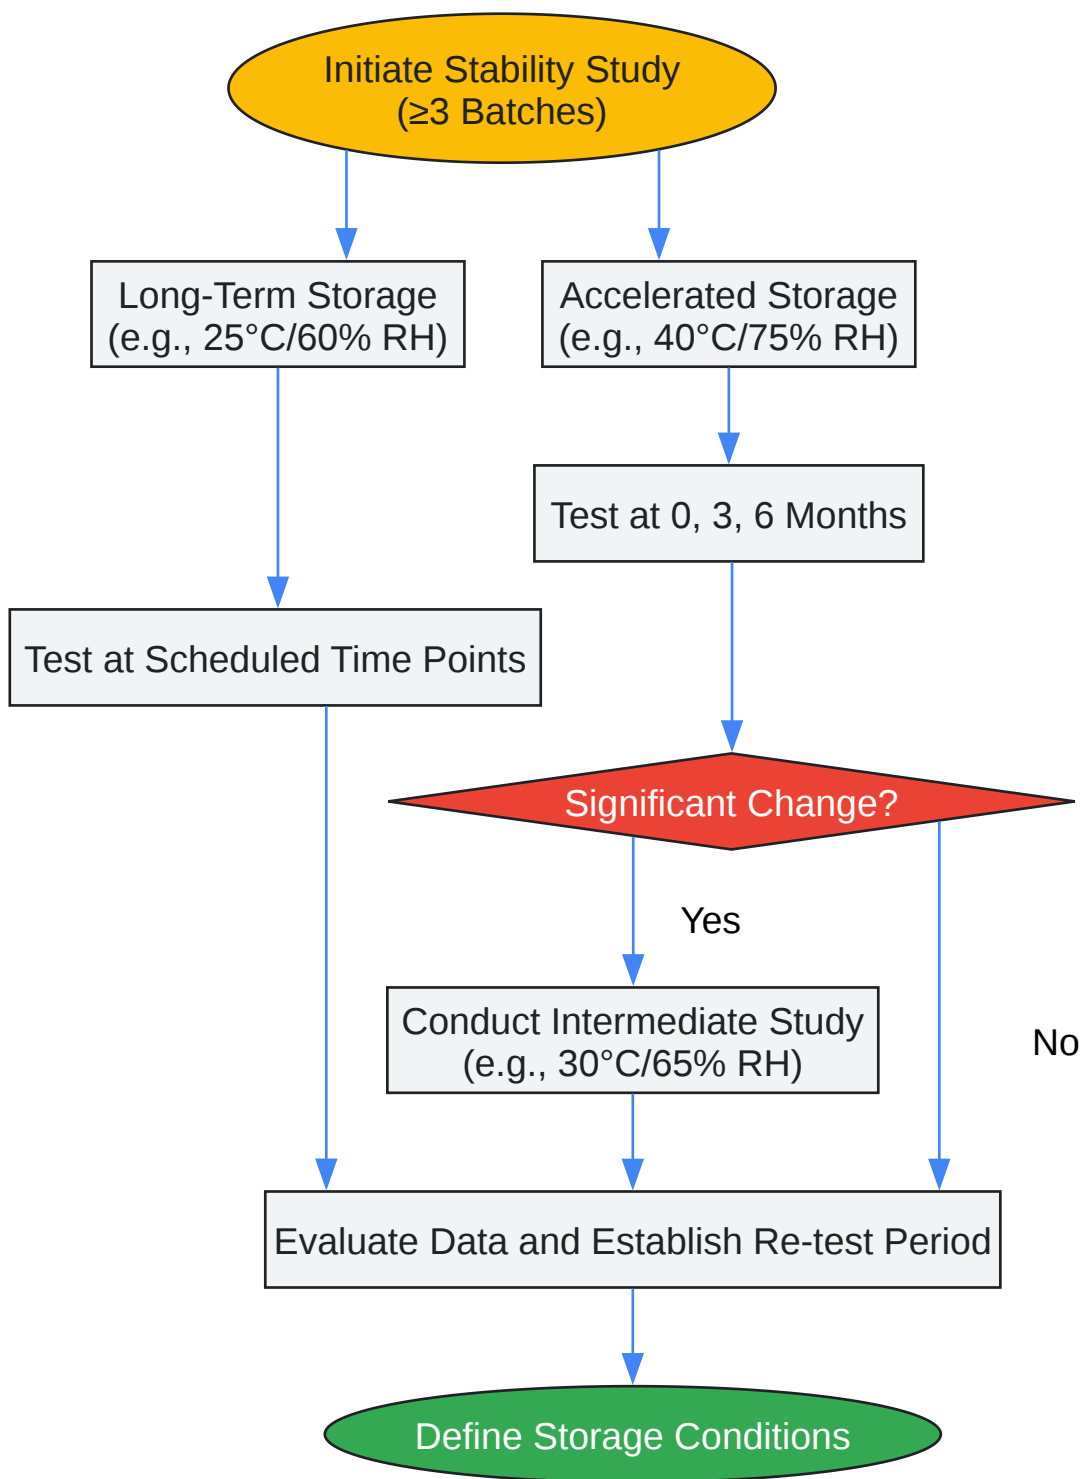 Initiate Stability Study
(≥3 Batches)
Long-Term Storage
(e.g., 25°C/60% RH)
Accelerated Storage
(e.g., 40°C/75% RH)
Test at 0, 3, 6 Months
Test at Scheduled Time Points
Significant Change?
Yes
Conduct Intermediate Study
(e.g., 30°C/65% RH)
No
Evaluate Data and Establish Re-test Period
Define Storage Conditions